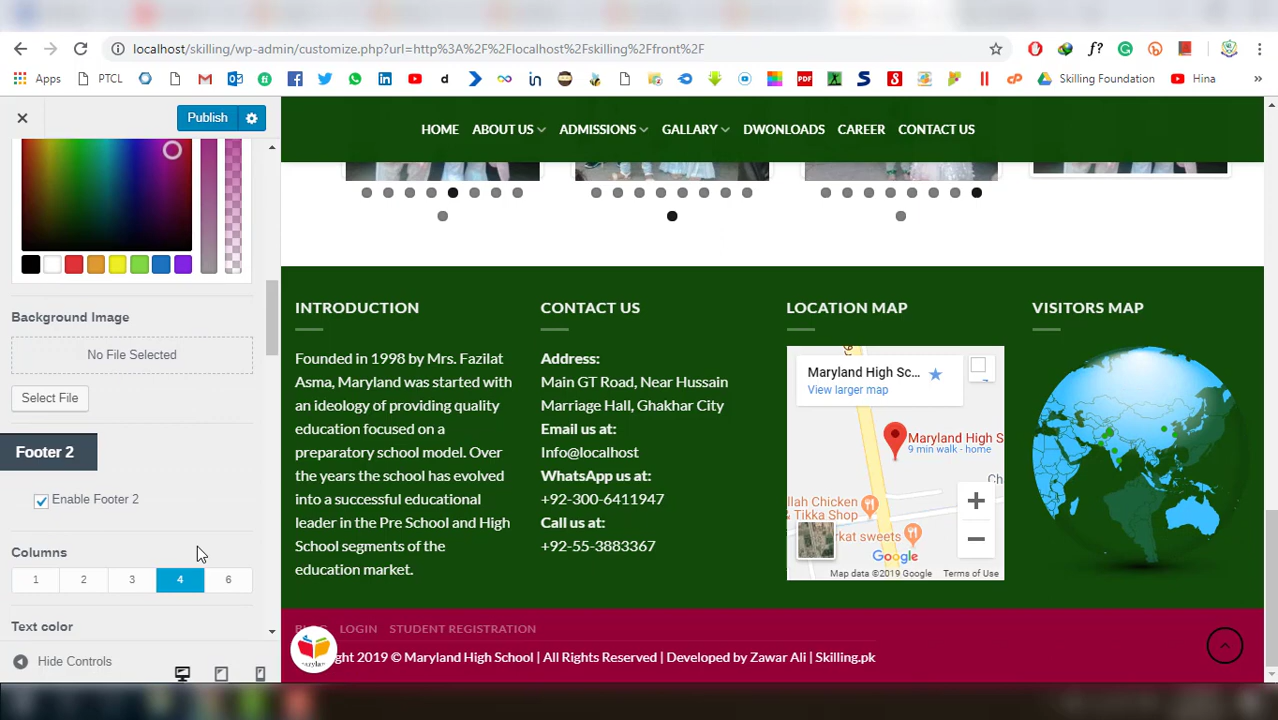 localhost/skilling/wp-admin/customize.php?url=http%3A%2F%2Flocalhost%2Fskilling%2Ffront%2F
f?
Apps PTCL d in PDF S cP Skilling Foundation Hina »
Publish
HOME ABOUT US ADMISSIONS GALLARY DWONLOADS CAREER CONTACT US
Background Image
No File Selected
Select File
Footer 2
Enable Footer 2
Columns
1 2 3 4 6
Text color
Hide Controls
INTRODUCTION
Founded in 1998 by Mrs. Fazilat
Asma, Maryland was started with
an ideology of providing quality
education focused on a
preparatory school model. Over
the years the school has evolved
into a successful educational
leader in the Pre School and High
School segments of the
education market.
CONTACT US
Address:
Main GT Road, Near Hussain
Marriage Hall, Ghakhar City
Email us at:
Info@localhost
WhatsApp us at:
+92-300-6411947
Call us at:
+92-55-3883367
LOCATION MAP
Maryland High Sc...
View larger map
Maryland High S
9 min walk - home
Ch
llah Chicken
& Tikka Shop
rkat sweets
Google
Map data ©2019 Google Terms of Use
VISITORS MAP
LOGIN STUDENT REGISTRATION
ght 2019 © Maryland High School | All Rights Reserved | Developed by Zawar Ali | Skilling.pk